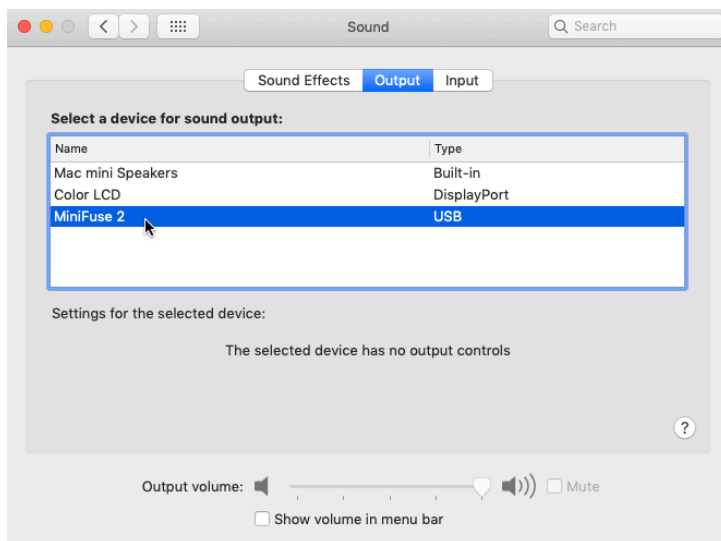 Sound
Search
Sound Effects Output Input
Select a device for sound output:
Name Type
Mac mini Speakers Built-in
Color LCD DisplayPort
MiniFuse 2 USB
Settings for the selected device:
The selected device has no output controls
?
Output volume: Mute
Show volume in menu bar